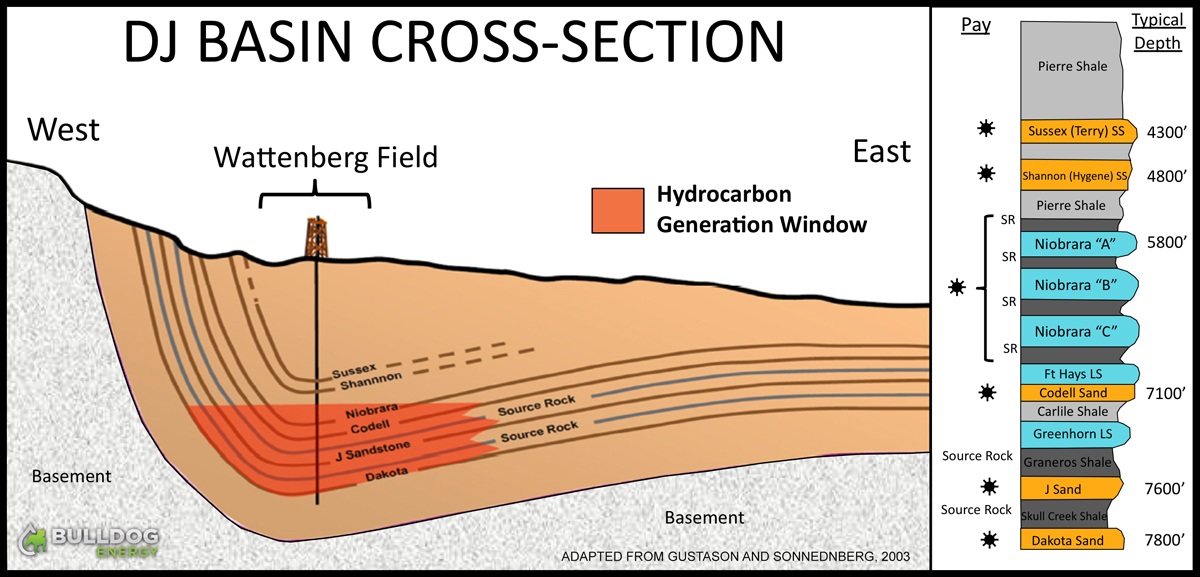 DJ BASIN CROSS-SECTION
West
Wattenberg Field
East
Hydrocarbon
Generation Window
Sussex
Shannnon
Niobrara
Codell
Source Rock
J Sandstone
Source Rock
Dakota
Basement
Basement
BULLDOG
ENERGY
ADAPTED FROM GUSTASON AND SONNEDNBERG, 2003
Pay
Typical
Depth
Pierre Shale
Sussex (Terry) SS 4300’
Shannon (Hygene) SS 4800’
Pierre Shale
SR
Niobrara “A” 5800’
SR
Niobrara “B”
SR
Niobrara “C”
SR
Ft Hays LS
Codell Sand 7100’
Carlile Shale
Greenhorn LS
Source Rock
Graneros Shale
J Sand 7600’
Source Rock
Skull Creek Shale
Dakota Sand 7800’